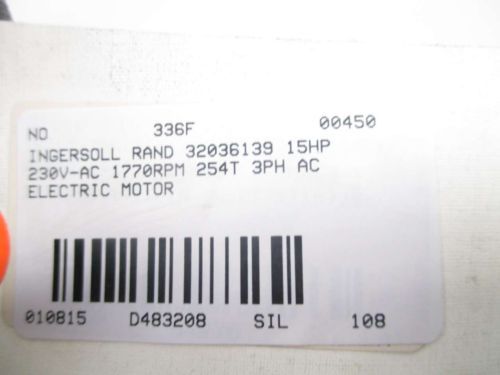 NO 336F 00450
INGERSOLL RAND 32036139 15HP
230V-AC 1770RPM 254T 3PH AC
ELECTRIC MOTOR
010815 D483208 SIL 108